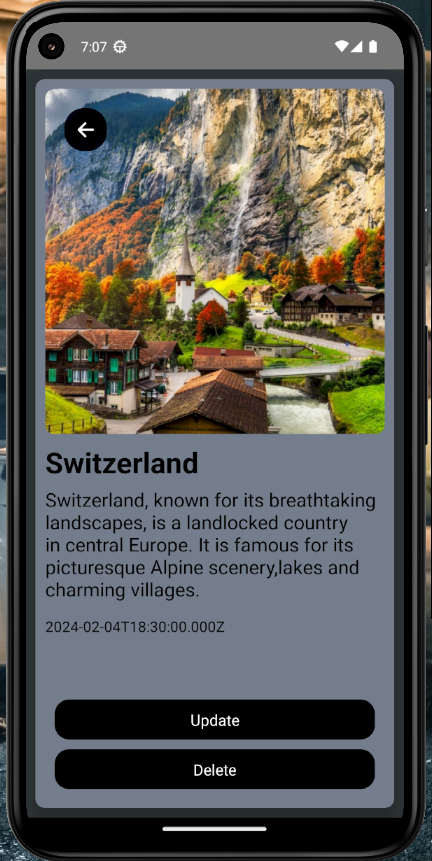 7:07
Switzerland
Switzerland, known for its breathtaking
landscapes, is a landlocked country
in central Europe. It is famous for its
picturesque Alpine scenery,lakes and
charming villages.
2024-02-04T18:30:00.000Z
Update
Delete